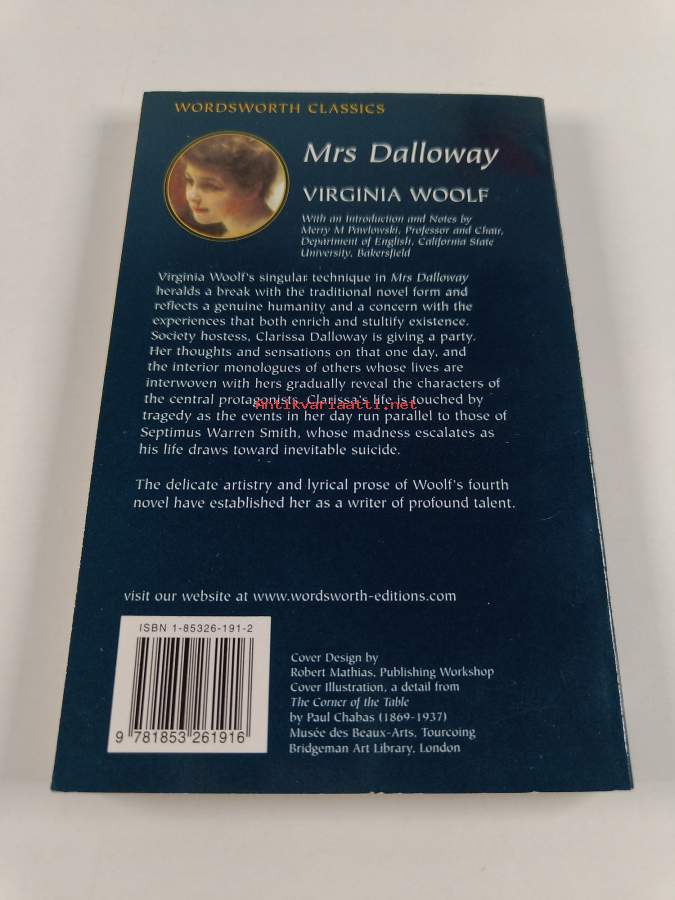 WORDSWORTH CLASSICS
Mrs Dalloway
VIRGINIA WOOLF
With an Introduction and Notes by
Merry M Pawlowski, Professor and Chair,
Department of English, California State
University, Bakersfield
Virginia Woolf's singular technique in Mrs Dalloway
heralds a break with the traditional novel form and
reflects a genuine humanity and a concern with the
experiences that both enrich and stultify existence.
Society hostess, Clarissa Dalloway is giving a party.
Her thoughts and sensations on that one day, and
the interior monologues of others whose lives are
interwoven with hers gradually reveal the characters of
the central protagonists. Clarissa's life is touched by
Antikvariaatti.net
tragedy as the events in her day run parallel to those of
Septimus Warren Smith, whose madness escalates as
his life draws toward inevitable suicide.
The delicate artistry and lyrical prose of Woolf's fourth
novel have established her as a writer of profound talent.
visit our website at www.wordsworth-editions.com
ISBN 1-85326-191-2
9 781853 261916
Cover Design by
Robert Mathias, Publishing Workshop
Cover Illustration, a detail from
The Corner of the Table
by Paul Chabas (1869-1937)
Musée des Beaux-Arts, Tourcoing
Bridgeman Art Library, London